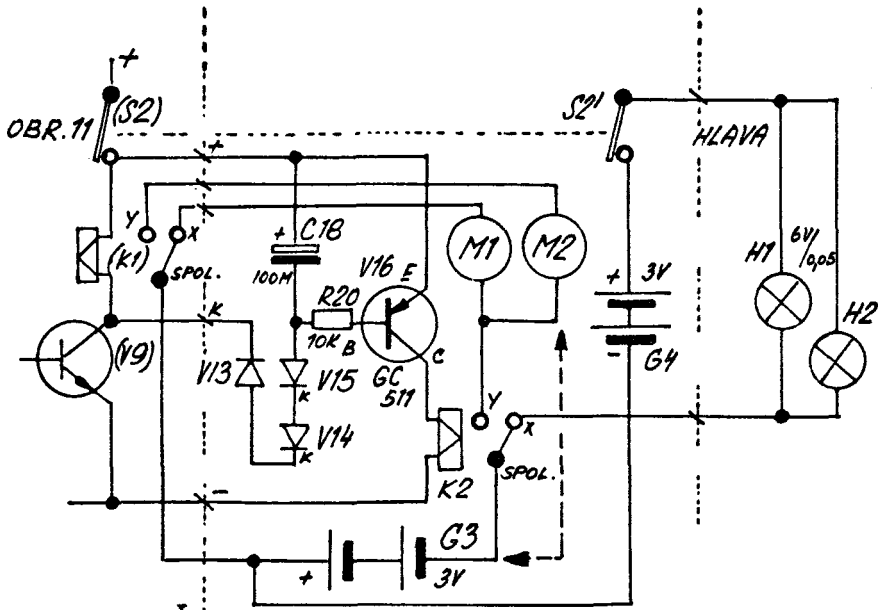 +
OBR. 11
(S2)
S2'
HLAVA
+
Y
X
(K1)
SPOL.
+
C18
100M
V16
E
M1
M2
+
3V
H1
6V/0,05
H2
K
R20
10K
B
C
(V9)
V13
V15
K
GC 511
G4
-
V14
K
Y
X
K2
SPOL.
-
G3
+
3V